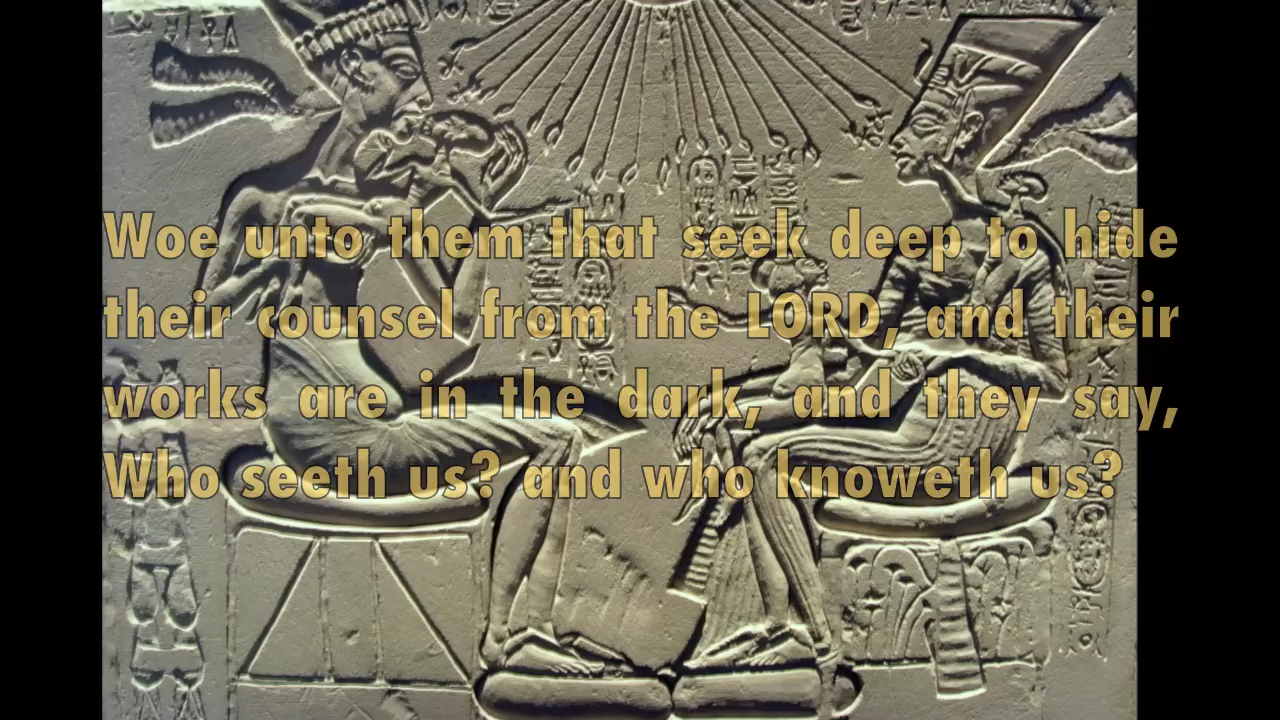 Woe unto them that seek deep to hide
their counsel from the LORD, and their
works are in the dark, and they say,
Who seeth us? and who knoweth us?